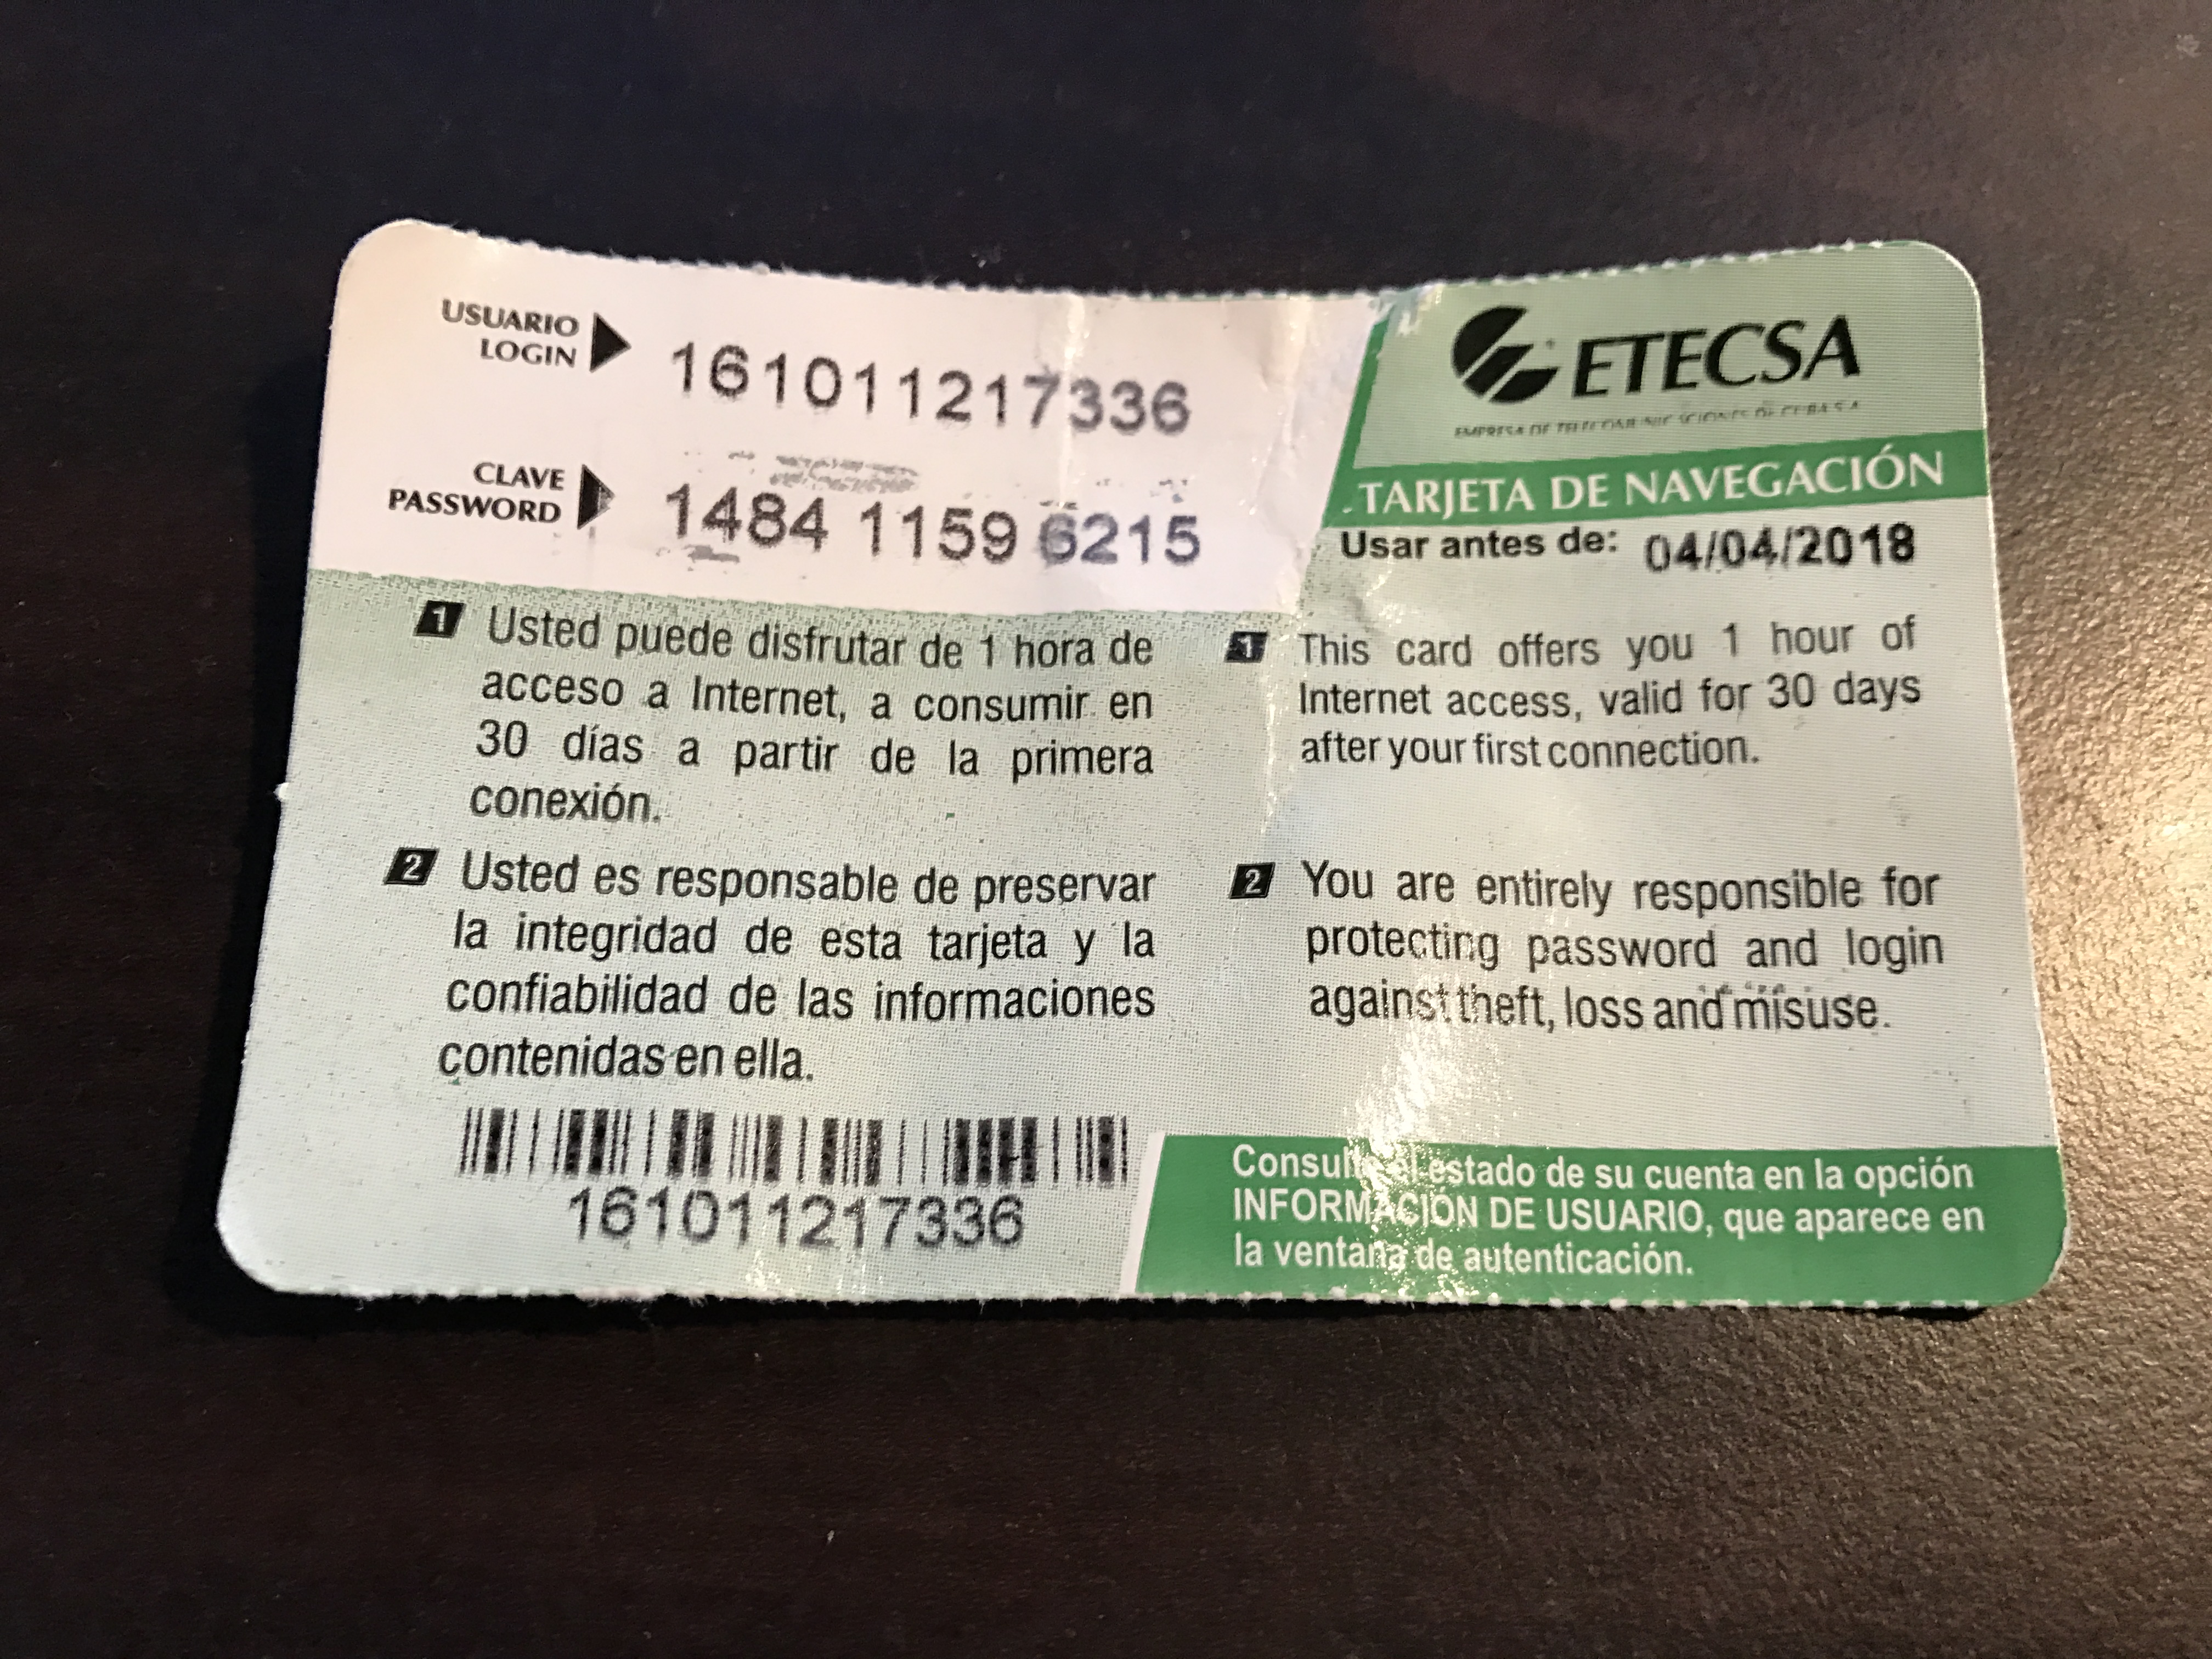 USUARIO
LOGIN
161011217336
CLAVE
PASSWORD
1484 1159 6215
ETECSA
EMPRESA DE TELECOMUNICACIONES DE CUBA S.A.
TARJETA DE NAVEGACIÓN
Usar antes de: 04/04/2018
1 Usted puede disfrutar de 1 hora de
acceso a Internet, a consumir en
30 días a partir de la primera
conexión.
2 Usted es responsable de preservar
la integridad de esta tarjeta y la
confiabilidad de las informaciones
contenidas en ella.
1 This card offers you 1 hour of
Internet access, valid for 30 days
after your first connection.
2 You are entirely responsible for
protecting password and login
against theft, loss and misuse.
161011217336
Consulte el estado de su cuenta en la opción
INFORMACIÓN DE USUARIO, que aparece en
la ventana de autenticación.